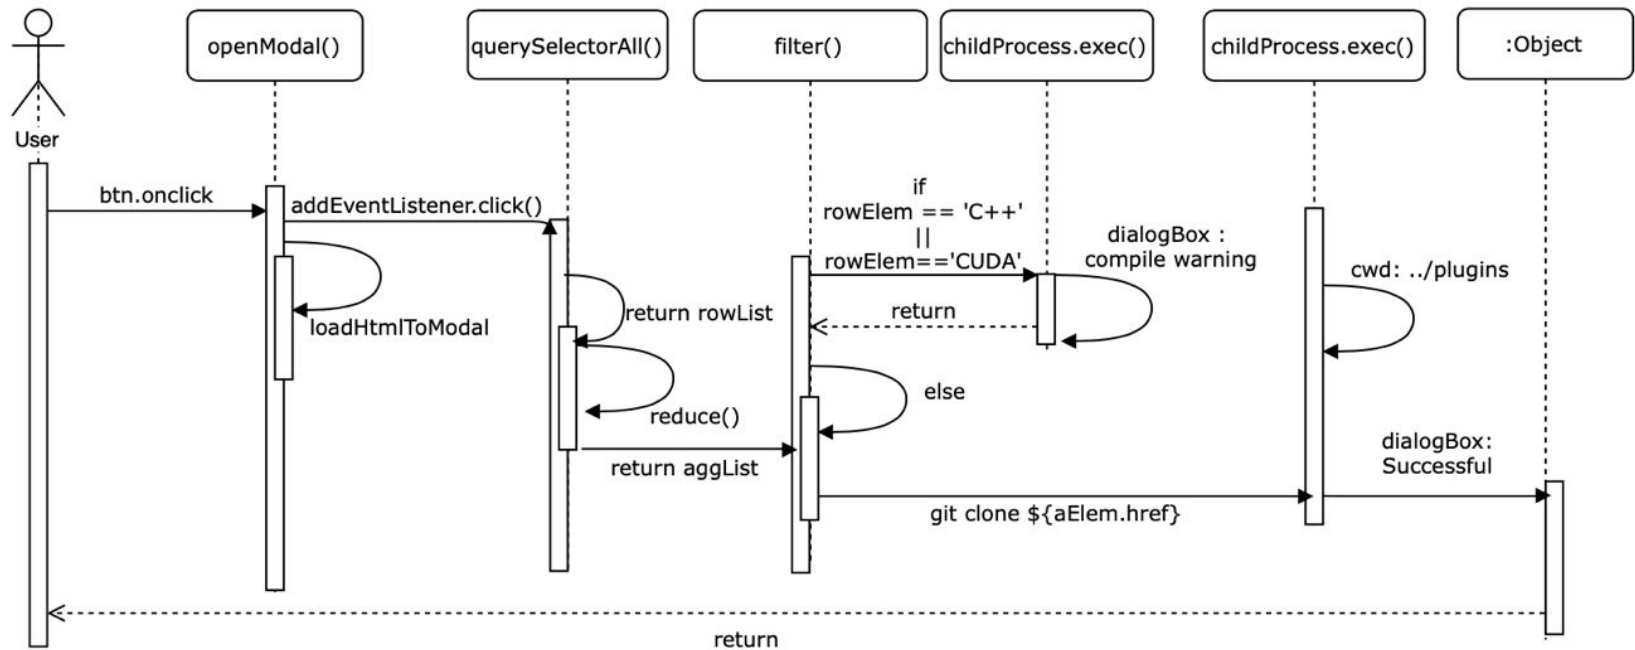 openModal()
querySelectorAll()
filter()
childProcess.exec()
childProcess.exec()
:Object
User
btn.onclick
addEventListener.click()
loadHtmlToModal
return rowList
reduce()
return aggList
if
rowElem == 'C++'
||
rowElem=='CUDA'
return
dialogBox :
compile warning
else
cwd: ../plugins
git clone ${aElem.href}
dialogBox:
Successful
return